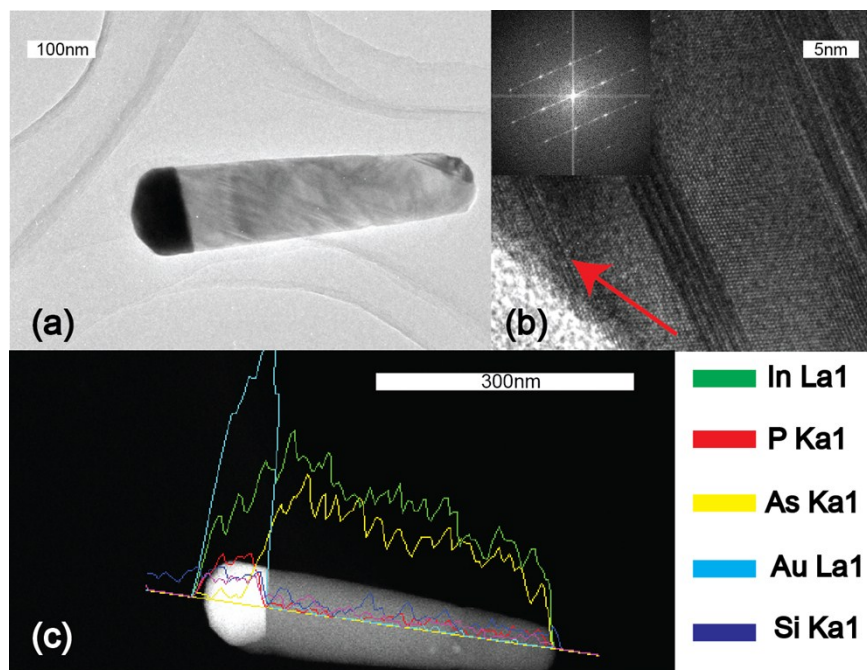 100nm
5nm
(a)
(b)
300nm
(c)
In La1
P Ka1
As Ka1
Au La1
Si Ka1